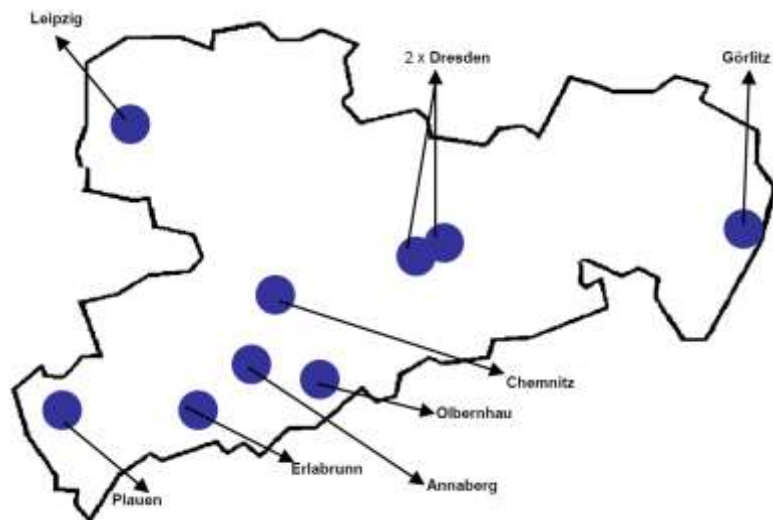 Leipzig
2 x Dresden
Görlitz
Chemnitz
Olbernhau
Erlabrunn
Annaberg
Plauen